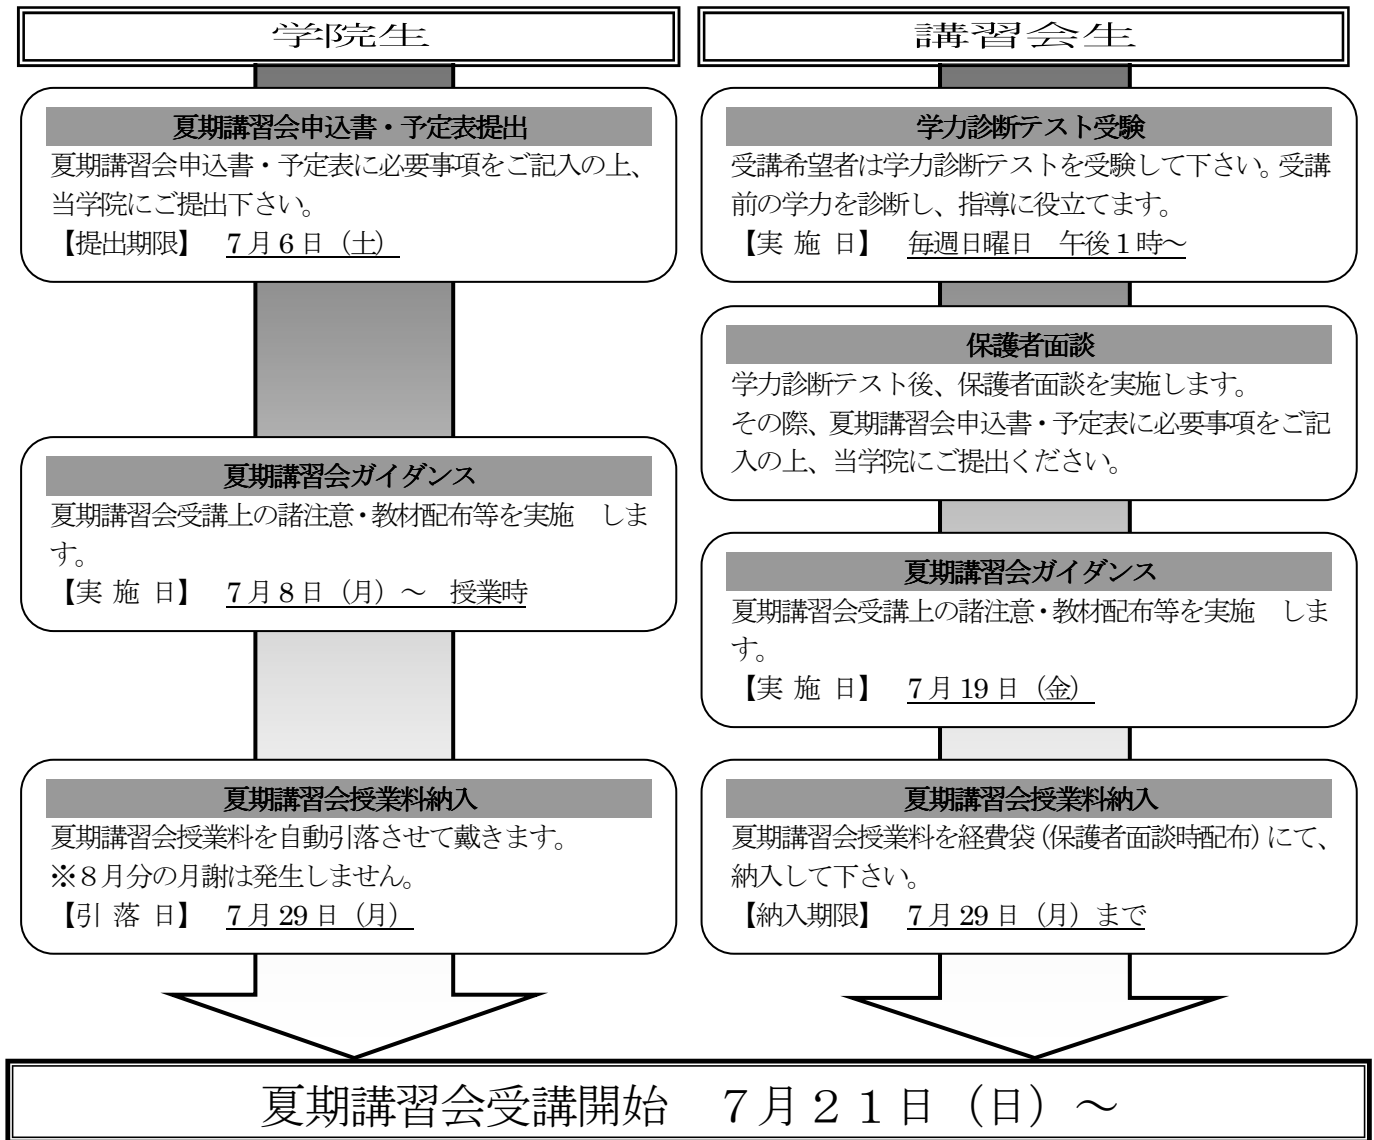 学院生
夏期講習会申込書・予定表提出
夏期講習会申込書・予定表に必要事項をご記入の上、
当学院にご提出下さい。
【提出期限】　7月6日（土）
夏期講習会ガイダンス
夏期講習会受講上の諸注意・教材配布等を実施　しま
す。
【実 施 日】　7月8日（月）～　授業時
夏期講習会授業料納入
夏期講習会授業料を自動引落させて戴きます。
※８月分の月謝は発生しません。
【引 落 日】　7月29日（月）
講習会生
学力診断テスト受験
受講希望者は学力診断テストを受験して下さい。受講
前の学力を診断し、指導に役立てます。
【実 施 日】　毎週日曜日　午後1時～
保護者面談
学力診断テスト後、保護者面談を実施します。
その際、夏期講習会申込書・予定表に必要事項をご記
入の上、当学院にご提出ください。
夏期講習会ガイダンス
夏期講習会受講上の諸注意・教材配布等を実施　しま
す。
【実 施 日】　7月19日（金）
夏期講習会授業料納入
夏期講習会授業料を経費袋（保護者面談時配布）にて、
納入して下さい。
【納入期限】　7月29日（月）まで
夏期講習会受講開始　７月２１日（日）～